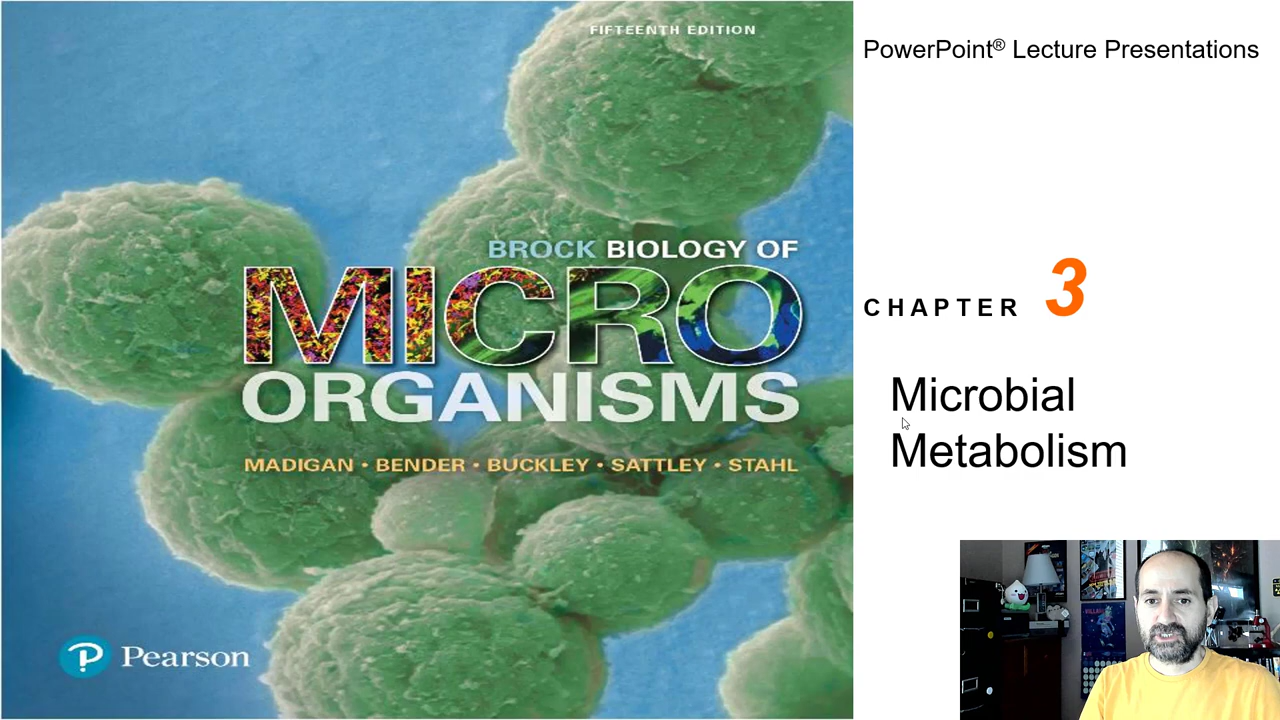 FIFTEENTH EDITION
BROCK BIOLOGY OF
MICRO
ORGANISMS
MADIGAN • BENDER • BUCKLEY • SATTLEY • STAHL
Pearson
PowerPoint® Lecture Presentations
CHAPTER 3
Microbial
Metabolism